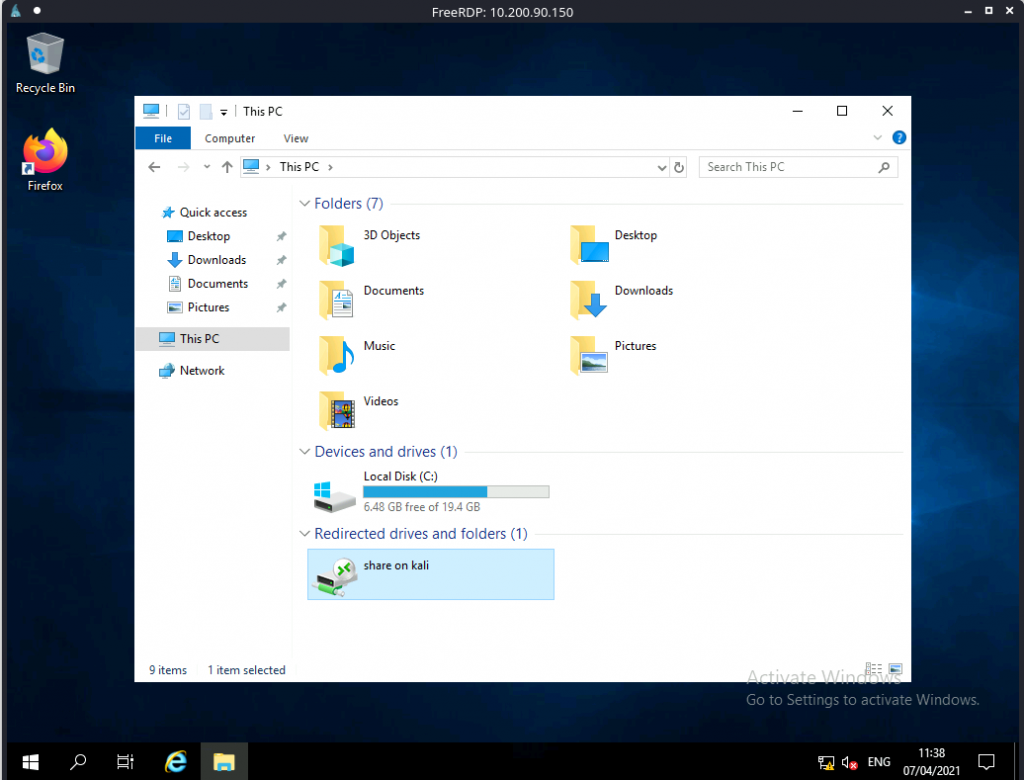 FreeRDP: 10.200.90.150
Recycle Bin
Firefox
This PC
File Computer View
This PC
Search This PC
Quick access
Desktop
Downloads
Documents
Pictures
This PC
Network
Folders (7)
3D Objects
Desktop
Documents
Downloads
Music
Pictures
Videos
Devices and drives (1)
Local Disk (C:)
6.48 GB free of 19.4 GB
Redirected drives and folders (1)
share on kali
9 items 1 item selected
Activate Windows
Go to Settings to activate Windows.
ENG
11:38
07/04/2021